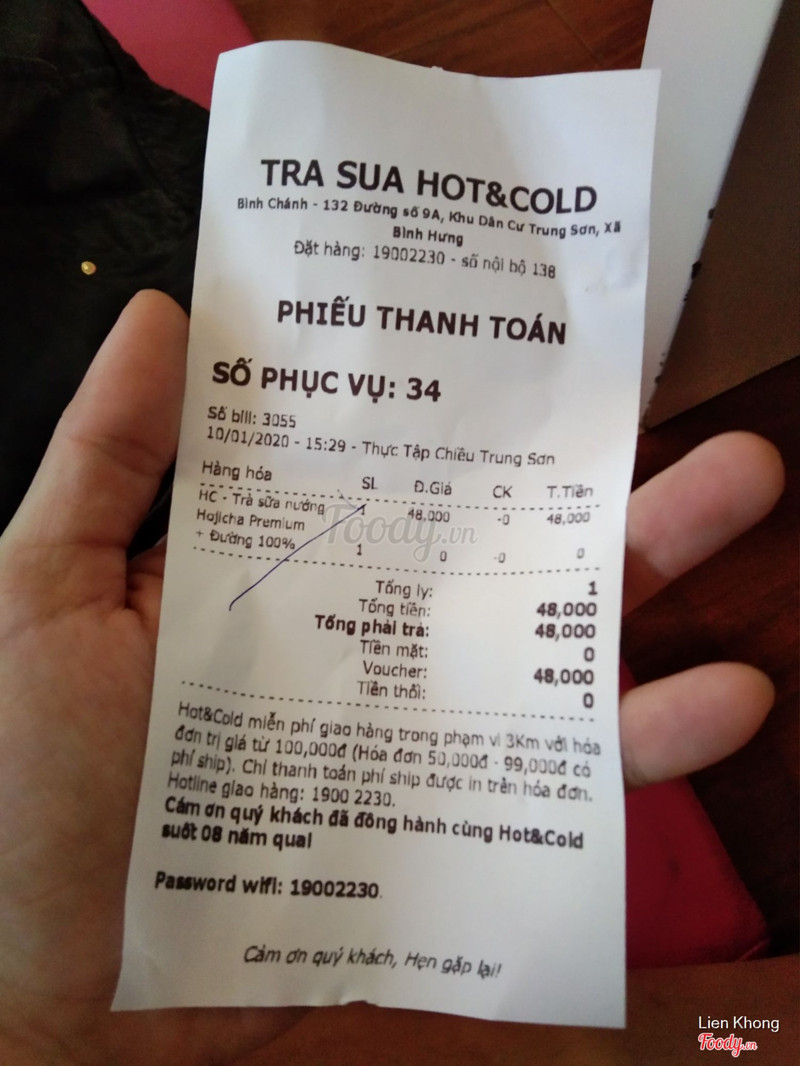 TRA SUA HOT&COLD
Bình Chánh - 132 Đường số 9A, Khu Dân Cư Trung Sơn, Xã
Bình Hưng
Đặt hàng: 19002230 - số nội bộ 138
PHIẾU THANH TOÁN
SỐ PHỤC VỤ: 34
Số bill: 3055
10/01/2020 - 15:29 - Thực Tập Chiều Trung Sơn
Hàng hóa SL Đ.Giá CK T.Tiền
HC - Trà sữa nướng 1 48,000 -0 48,000
Hojicha Premium
+ Đường 100% 1 0 -0 0
Tổng ly: 1
Tổng tiền: 48,000
Tổng phải trả: 48,000
Tiền mặt: 0
Voucher: 48,000
Tiền thối: 0
Hot&Cold miễn phí giao hàng trong phạm vi 3Km với hóa
đơn trị giá từ 100,000đ (Hóa đơn 50,000đ - 99,000đ có
phí ship). Chỉ thanh toán phí ship được in trên hóa đơn.
Hotline giao hàng: 1900 2230.
Cám ơn quý khách đã đồng hành cùng Hot&Cold
suốt 08 năm qua!
Password wifi: 19002230.
Cảm ơn quý khách, Hẹn gặp lại!
Foody.vn
Lien Khong
Foody.vn